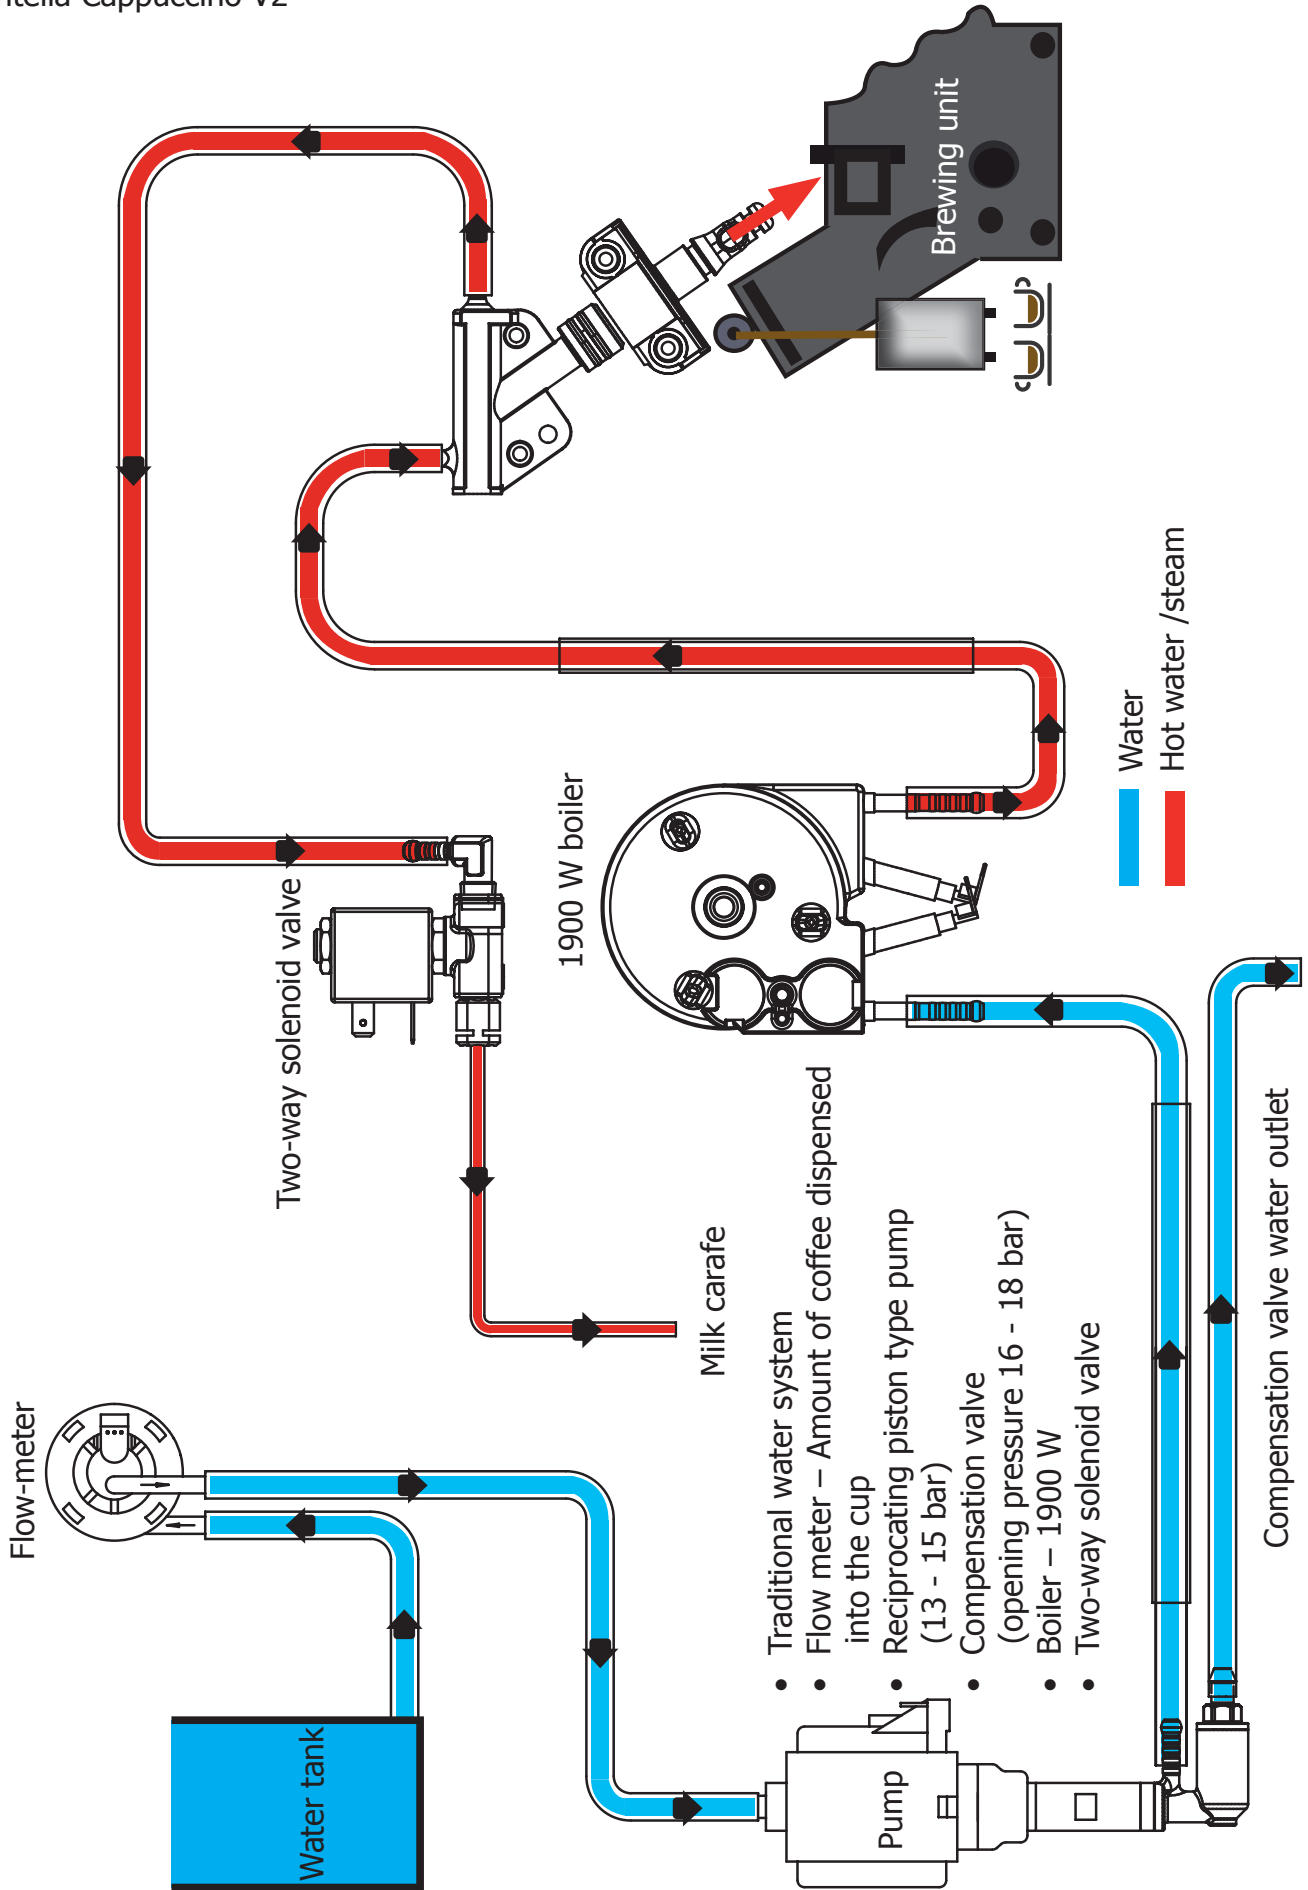 Cappuccino V2
Flow-meter
Water tank
Two-way solenoid valve
Milk carafe
1900 W boiler
Brewing unit
Pump
• Traditional water system
• Flow meter – Amount of coffee dispensed
into the cup
• Reciprocating piston type pump
(13 - 15 bar)
• Compensation valve
(opening pressure 16 - 18 bar)
• Boiler – 1900 W
• Two-way solenoid valve
Water
Hot water /steam
Compensation valve water outlet